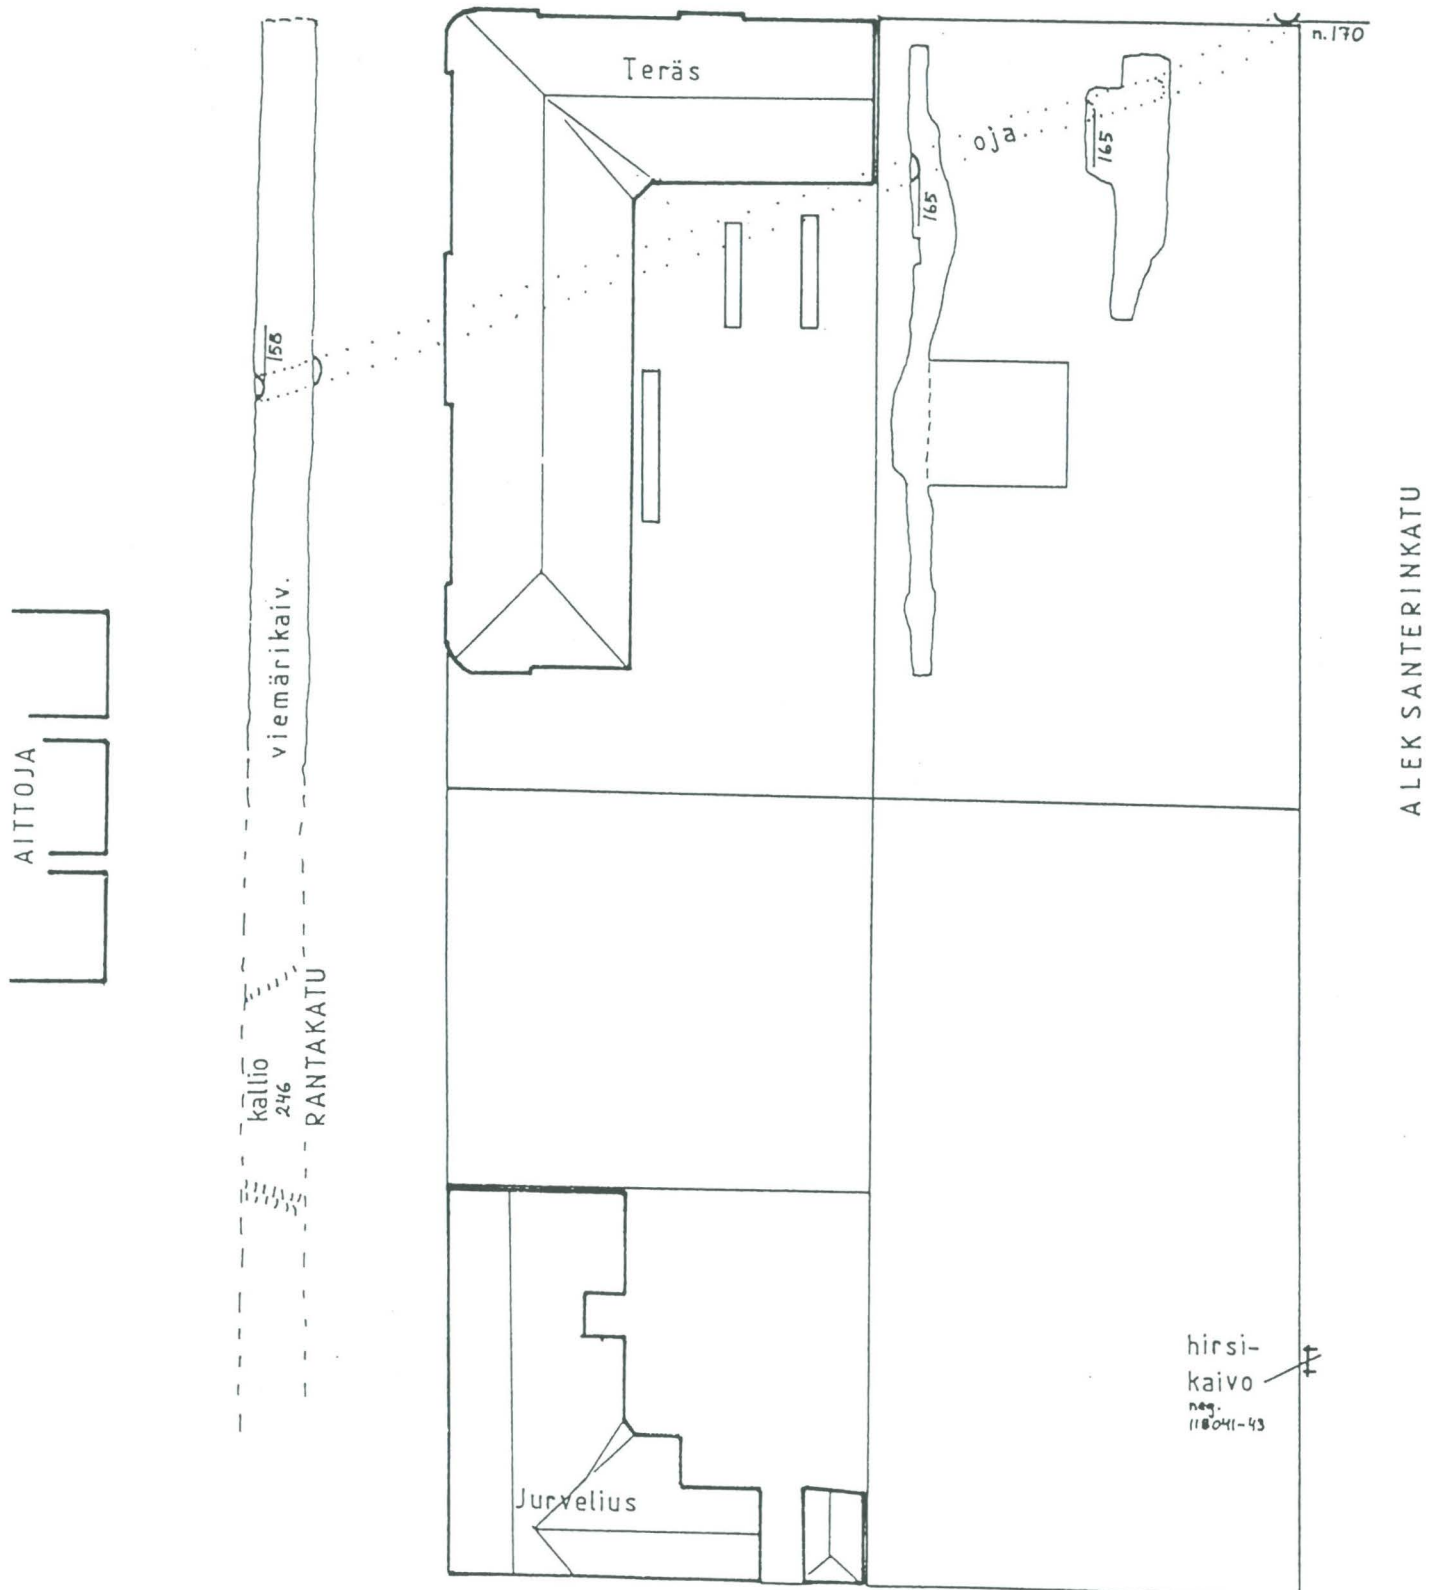 n.170
Teräs
oja
165
165
158
viemärikaiv.
AITTOJA
ALEKSANTERINKATU
kallio
246
RANTAKATU
hirsi-
kaivo
neg.
118041-43
Jurvelius